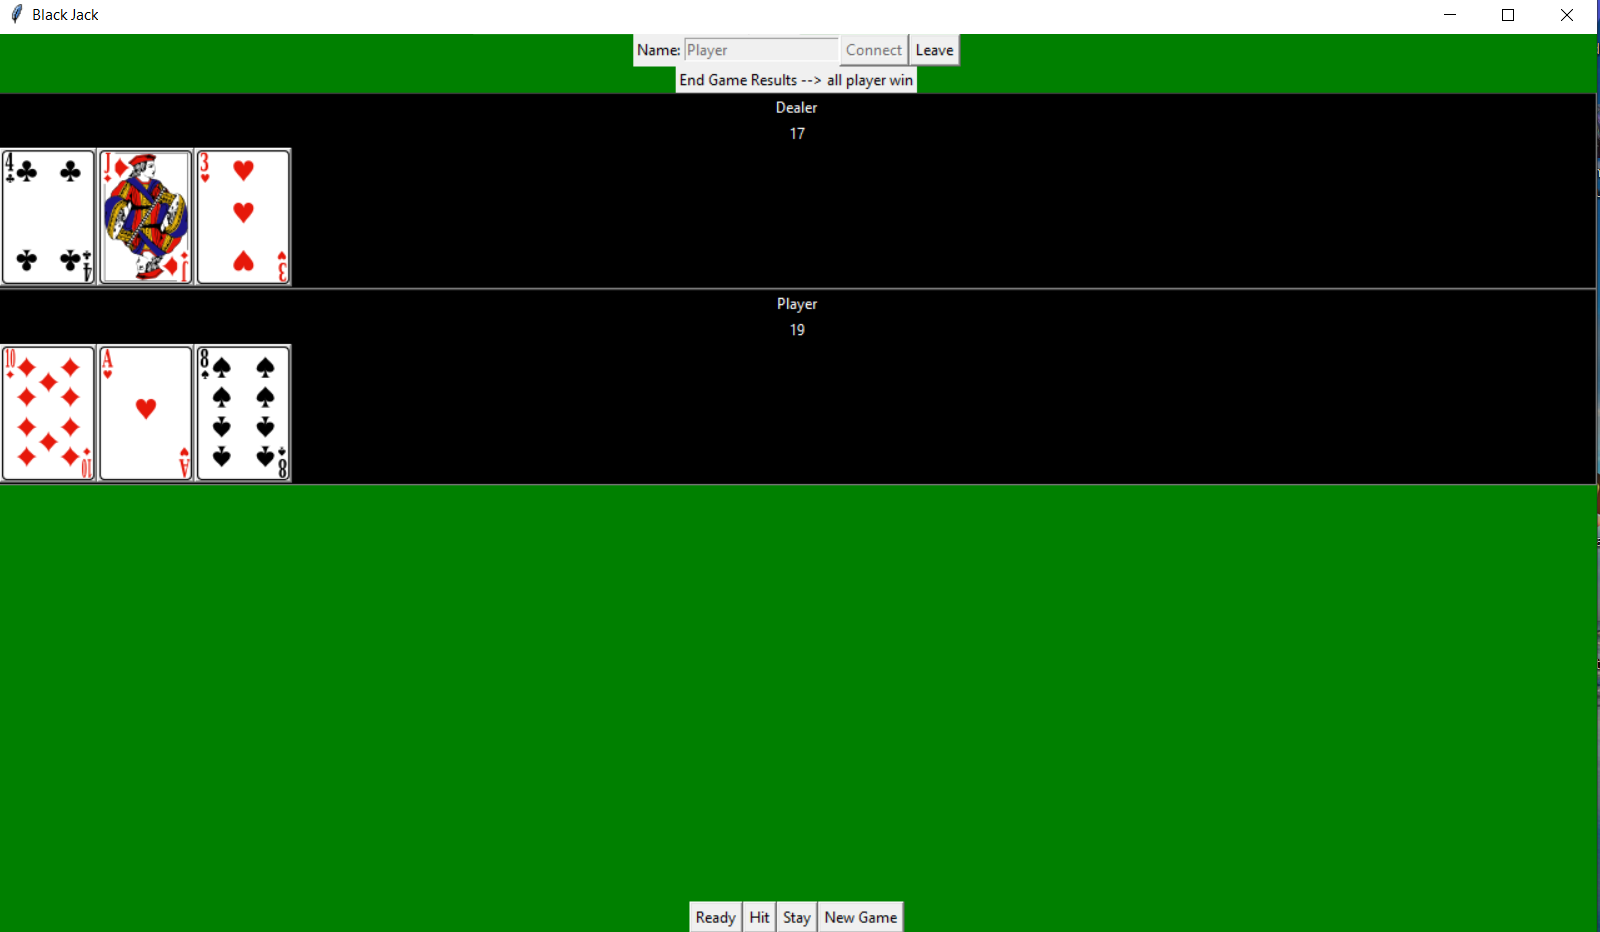 Black Jack
Name: Player Connect Leave
End Game Results --> all player win
Dealer
17
4 J 3
4 J 3
Player
19
10 A 8
10 A 8
Ready Hit Stay New Game